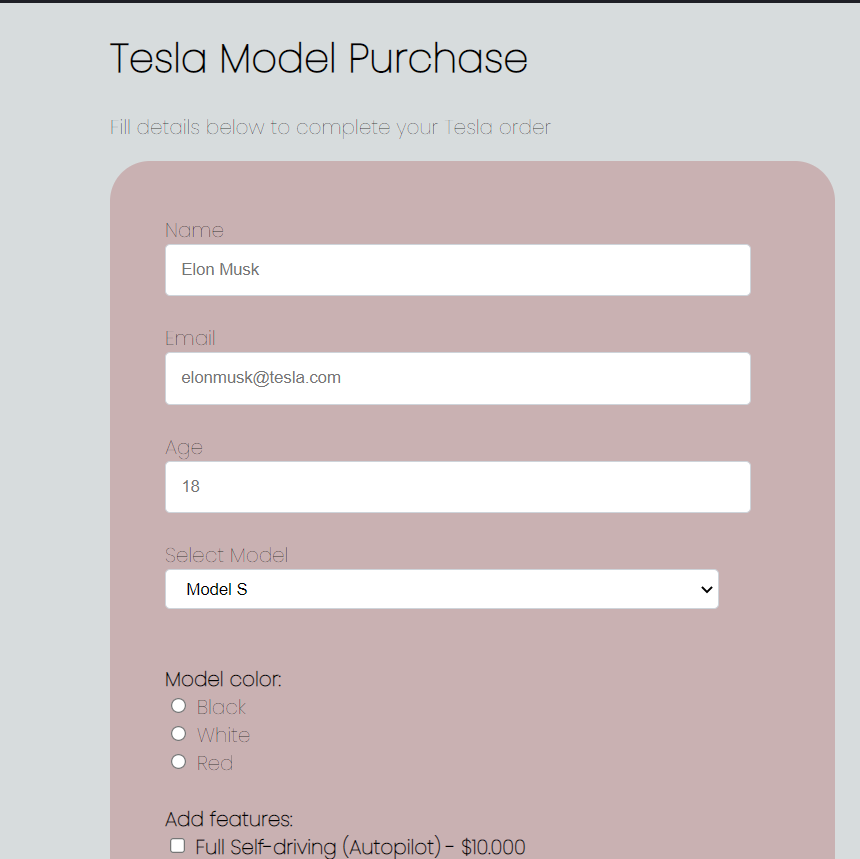 Tesla Model Purchase
Fill details below to complete your Tesla order
Name
Elon Musk
Email
elonmusk@tesla.com
Age
18
Select Model
Model S
Model color:
Black
White
Red
Add features:
Full Self-driving (Autopilot) - $10.000